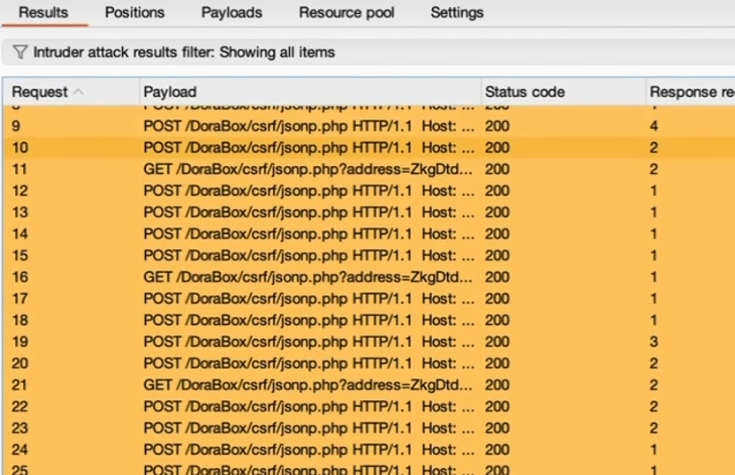 Results Positions Payloads Resource pool Settings
Intruder attack results filter: Showing all items
Request Payload Status code Response re
9 POST /DoraBox/csrf/jsonp.php HTTP/1.1 Host: ... 200 4
10 POST /DoraBox/csrf/jsonp.php HTTP/1.1 Host: ... 200 2
11 GET /DoraBox/csrf/jsonp.php?address=ZkgDtd... 200 2
12 POST /DoraBox/csrf/jsonp.php HTTP/1.1 Host: ... 200 1
13 POST /DoraBox/csrf/jsonp.php HTTP/1.1 Host: ... 200 1
14 POST /DoraBox/csrf/jsonp.php HTTP/1.1 Host: ... 200 1
15 POST /DoraBox/csrf/jsonp.php HTTP/1.1 Host: ... 200 1
16 GET /DoraBox/csrf/jsonp.php?address=ZkgDtd... 200 1
17 POST /DoraBox/csrf/jsonp.php HTTP/1.1 Host: ... 200 1
18 POST /DoraBox/csrf/jsonp.php HTTP/1.1 Host: ... 200 1
19 POST /DoraBox/csrf/jsonp.php HTTP/1.1 Host: ... 200 3
20 POST /DoraBox/csrf/jsonp.php HTTP/1.1 Host: ... 200 2
21 GET /DoraBox/csrf/jsonp.php?address=ZkgDtd... 200 2
22 POST /DoraBox/csrf/jsonp.php HTTP/1.1 Host: ... 200 2
23 POST /DoraBox/csrf/jsonp.php HTTP/1.1 Host: ... 200 2
24 POST /DoraBox/csrf/jsonp.php HTTP/1.1 Host: ... 200 1
25 POST /DoraBox/csrf/jsonp.php HTTP/1.1 Host: ... 200 1